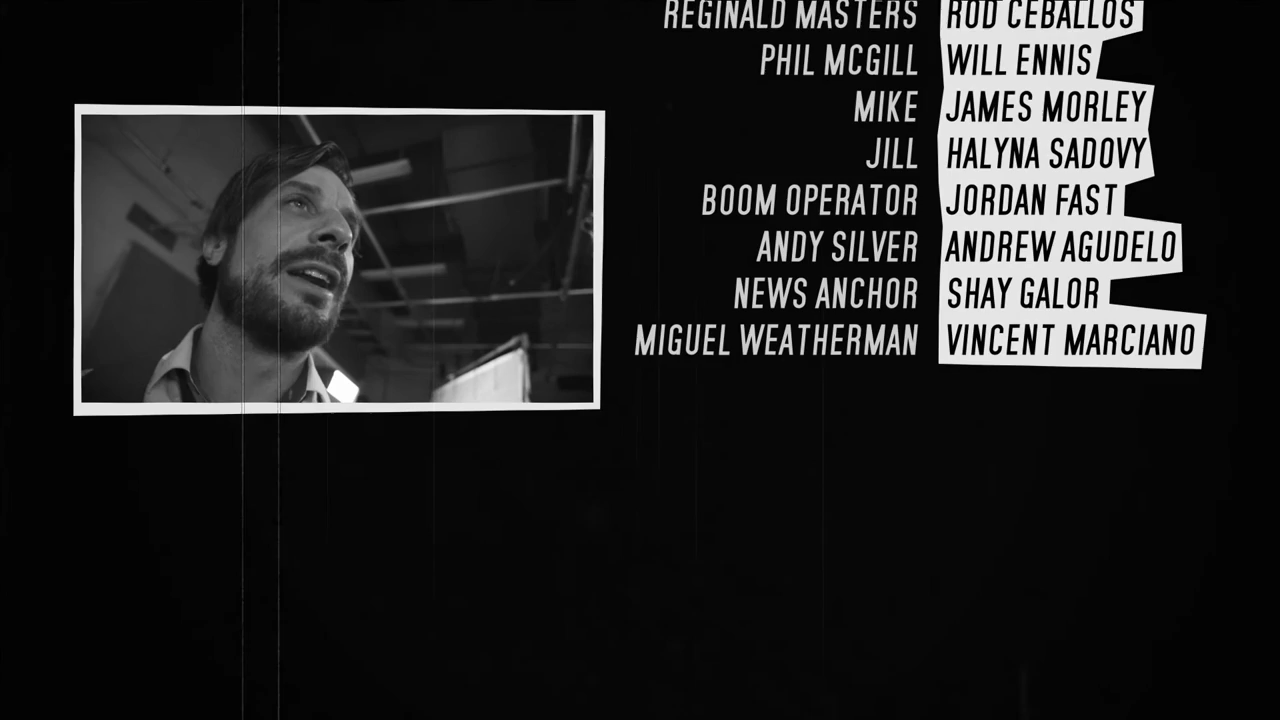 REGINALD MASTERS ROD CEBALLOS
PHIL MCGILL WILL ENNIS
MIKE JAMES MORLEY
JILL HALYNA SADOVY
BOOM OPERATOR JORDAN FAST
ANDY SILVER ANDREW AGUDELO
NEWS ANCHOR SHAY GALOR
MIGUEL WEATHERMAN VINCENT MARCIANO